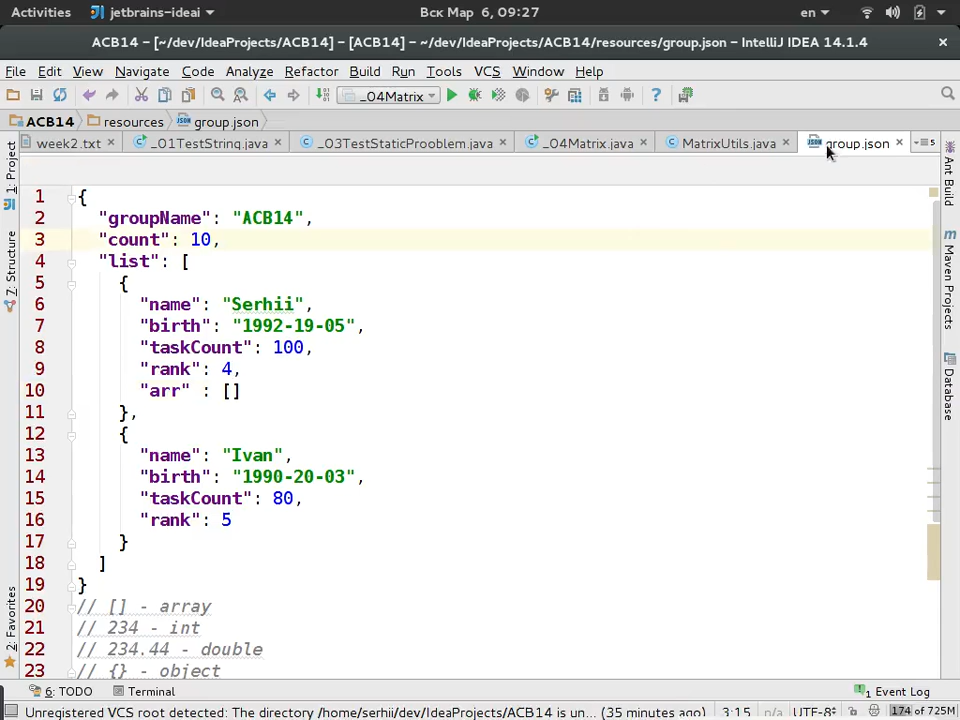 Activities jetbrains-ideai Вск Мар 6, 09:27 en
ACB14 – [~/dev/IdeaProjects/ACB14] – [ACB14] – ~/dev/IdeaProjects/ACB14/resources/group.json – IntelliJ IDEA 14.1.4
File Edit View Navigate Code Analyze Refactor Build Run Tools VCS Window Help
_04Matrix
ACB14 resources group.json
week2.txt _01TestString.java _03TestStaticProoblem.java _04Matrix.java MatrixUtils.java group.json 5
1: Project
7: Structure
2: Favorites
1 {
2 "groupName": "ACB14",
3 "count": 10,
4 "list": [
5 {
6 "name": "Serhii",
7 "birth": "1992-19-05",
8 "taskCount": 100,
9 "rank": 4,
10 "arr" : []
11 },
12 {
13 "name": "Ivan",
14 "birth": "1990-20-03",
15 "taskCount": 80,
16 "rank": 5
17 }
18 ]
19 }
20 // [] - array
21 // 234 - int
22 // 234.44 - double
23 // {} - object
Ant Build
Maven Projects
Database
6: TODO Terminal 1 Event Log
Unregistered VCS root detected: The directory /home/serhii/dev/IdeaProjects/ACB14 is un... (35 minutes ago) 3:15 n/a UTF-8 174 of 725M